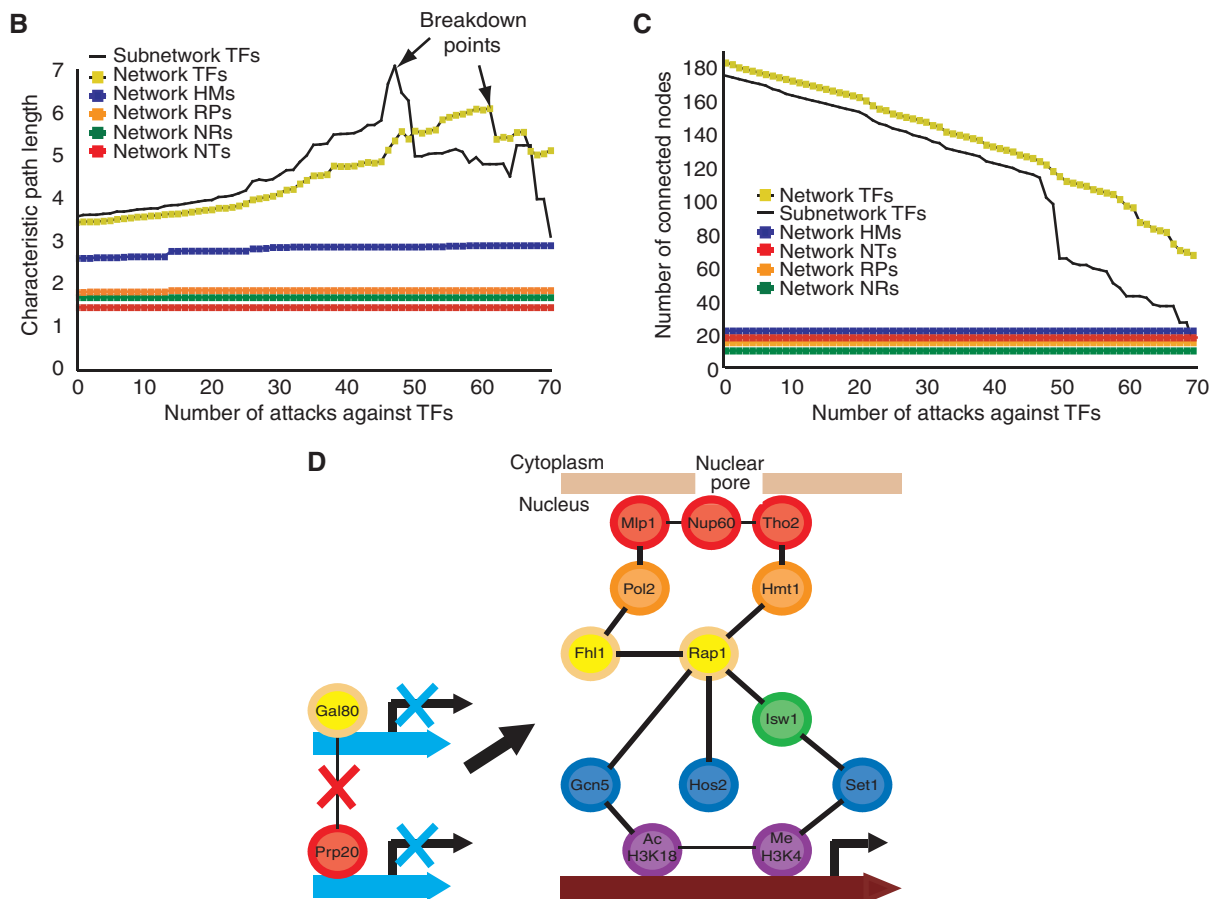 B
Breakdown
points
Subnetwork TFs
Network TFs
Network HMs
Network RPs
Network NRs
Network NTs
Characteristic path length
7
6
5
4
3
2
1
0
0 10 20 30 40 50 60 70
Number of attacks against TFs
C
Number of connected nodes
180
160
140
120
100
80
60
40
20
0
Network TFs
Subnetwork TFs
Network HMs
Network NTs
Network RPs
Network NRs
0 10 20 30 40 50 60 70
Number of attacks against TFs
D
Cytoplasm
Nuclear
pore
Nucleus
Mlp1
Nup60
Tho2
Pol2
Hmt1
Fhl1
Rap1
Gal80
Isw1
Gcn5
Hos2
Set1
Prp20
Ac
H3K18
Me
H3K4